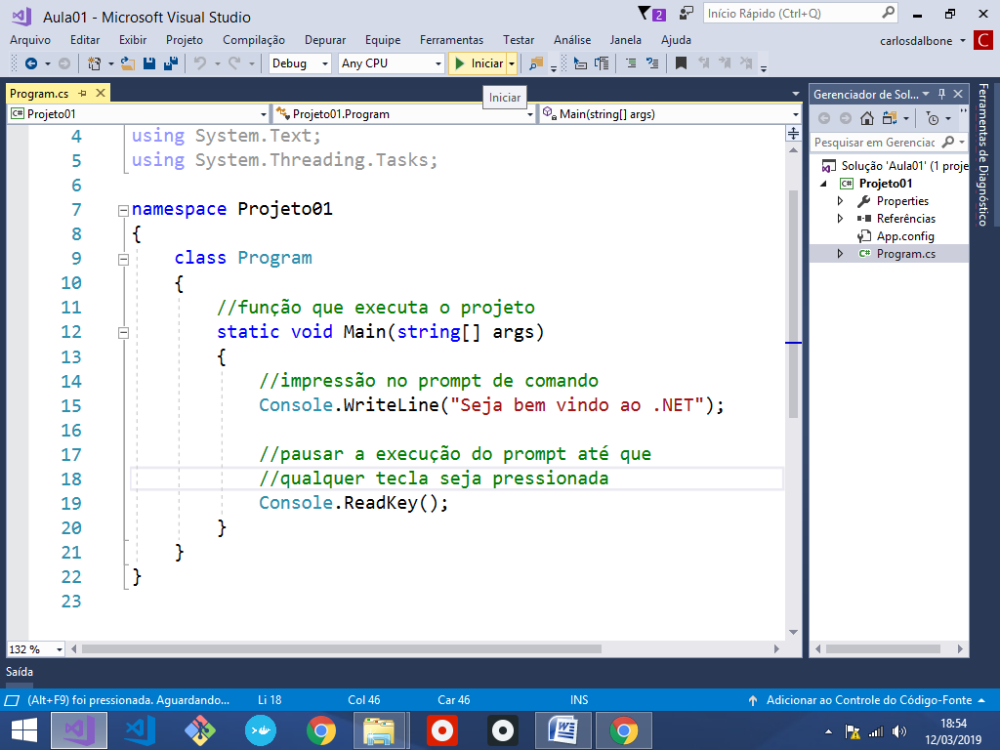 Aula01 - Microsoft Visual Studio
2
Início Rápido (Ctrl+Q)
Arquivo Editar Exibir Projeto Compilação Depurar Equipe Ferramentas Testar Análise Janela Ajuda
carlosdalbone
C
Debug Any CPU Iniciar
Iniciar
Program.cs
C# Projeto01 Projeto01.Program Main(string[] args)
4 using System.Text;
5 using System.Threading.Tasks;
6
7 namespace Projeto01
8 {
9 class Program
10 {
11 //função que executa o projeto
12 static void Main(string[] args)
13 {
14 //impressão no prompt de comando
15 Console.WriteLine("Seja bem vindo ao .NET");
16
17 //pausar a execução do prompt até que
18 //qualquer tecla seja pressionada
19 Console.ReadKey();
20 }
21 }
22 }
23
132 %
Gerenciador de Sol...
Pesquisar em Gerenciac
Solução 'Aula01' (1 proje
C# Projeto01
Properties
Referências
App.config
C# Program.cs
Ferramentas de Diagnóstico
Saída
(Alt+F9) foi pressionada. Aguardando... Li 18 Col 46 Car 46 INS Adicionar ao Controle do Código-Fonte
18:54
12/03/2019